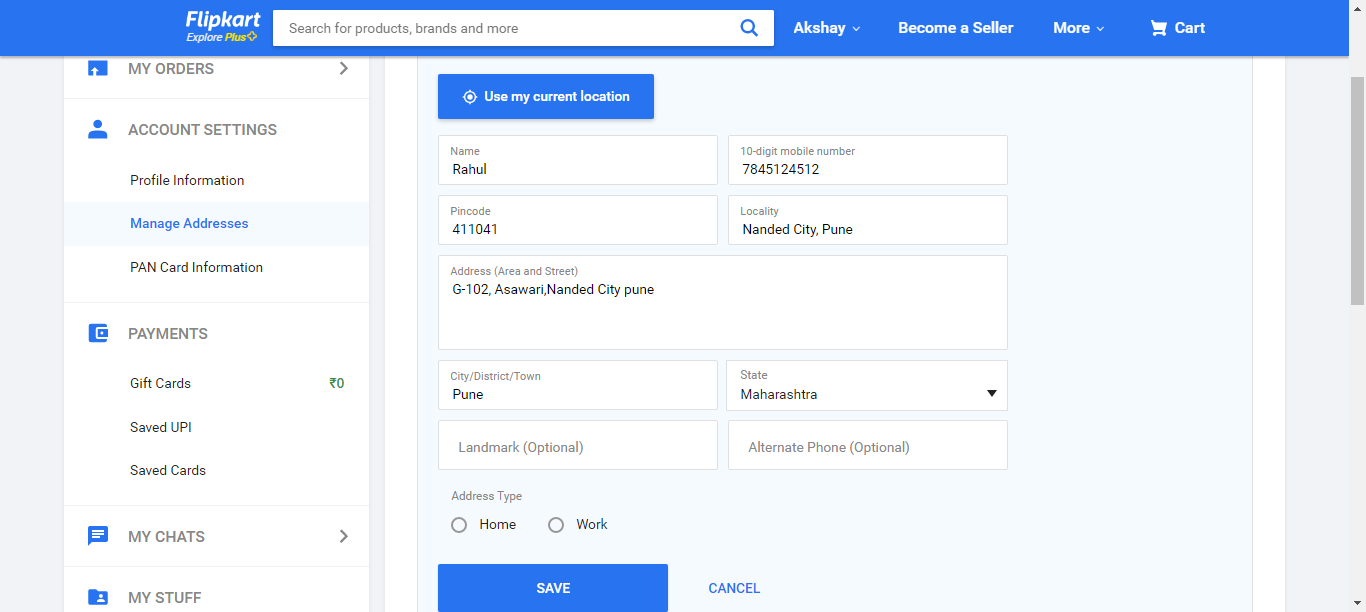 Flipkart
Explore Plus
Search for products, brands and more
Akshay
Become a Seller
More
Cart
MY ORDERS
ACCOUNT SETTINGS
Profile Information
Manage Addresses
PAN Card Information
PAYMENTS
Gift Cards ₹0
Saved UPI
Saved Cards
MY CHATS
MY STUFF
Use my current location
Name
Rahul
10-digit mobile number
7845124512
Pincode
411041
Locality
Nanded City, Pune
Address (Area and Street)
G-102, Asawari,Nanded City pune
City/District/Town
Pune
State
Maharashtra
Landmark (Optional)
Alternate Phone (Optional)
Address Type
Home
Work
SAVE
CANCEL